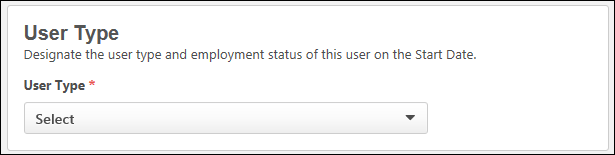 User Type
Designate the user type and employment status of this user on the Start Date.
User Type *
Select